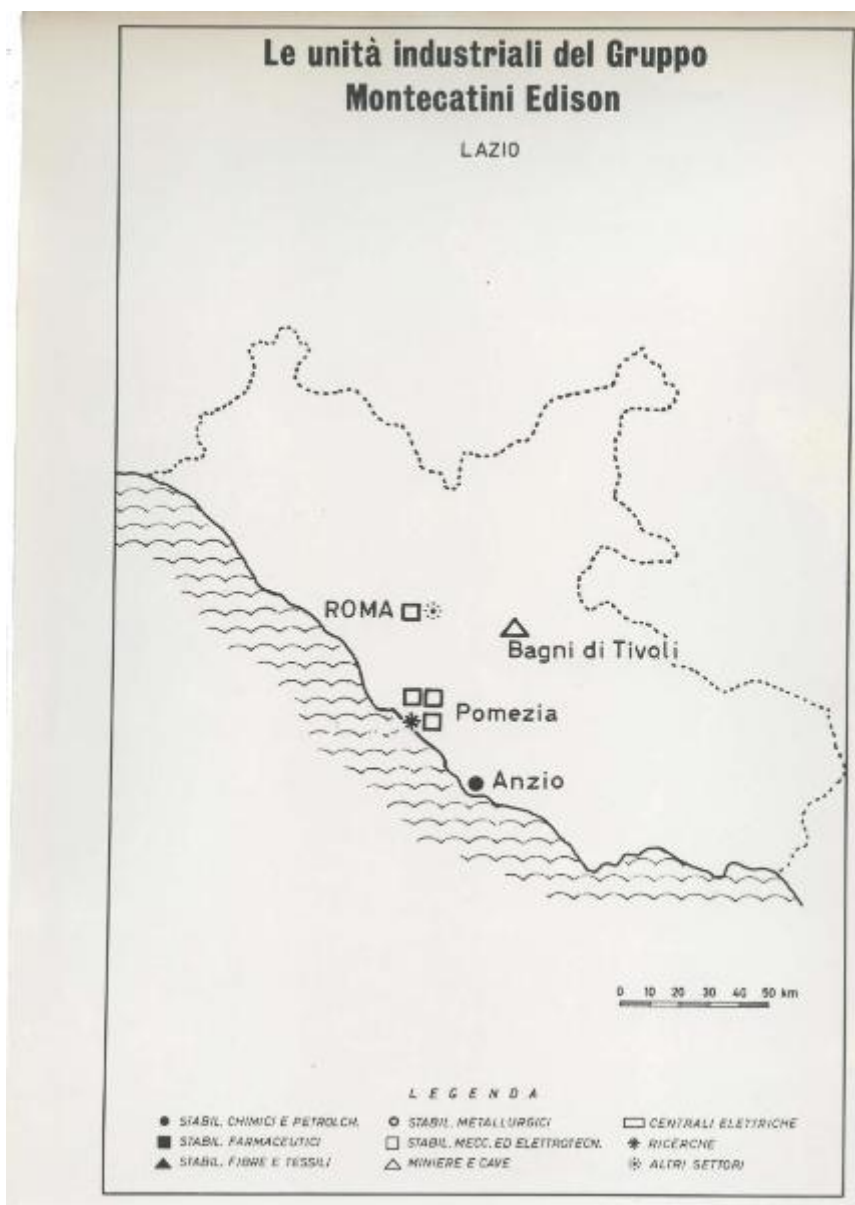 Le unità industriali del Gruppo
Montecatini Edison
LAZIO
ROMA
Bagni di Tivoli
Pomezia
Anzio
0 10 20 30 40 50 km
LEGENDA
STABIL. CHIMICI E PETROLCH.
STABIL. FARMACEUTICI
STABIL. FIBRE E TESSILI
STABIL. METALLURGICI
STABIL. MECC. ED ELETTROTECN.
MINIERE E CAVE
CENTRALI ELETTRICHE
RICERCHE
ALTRI SETTORI